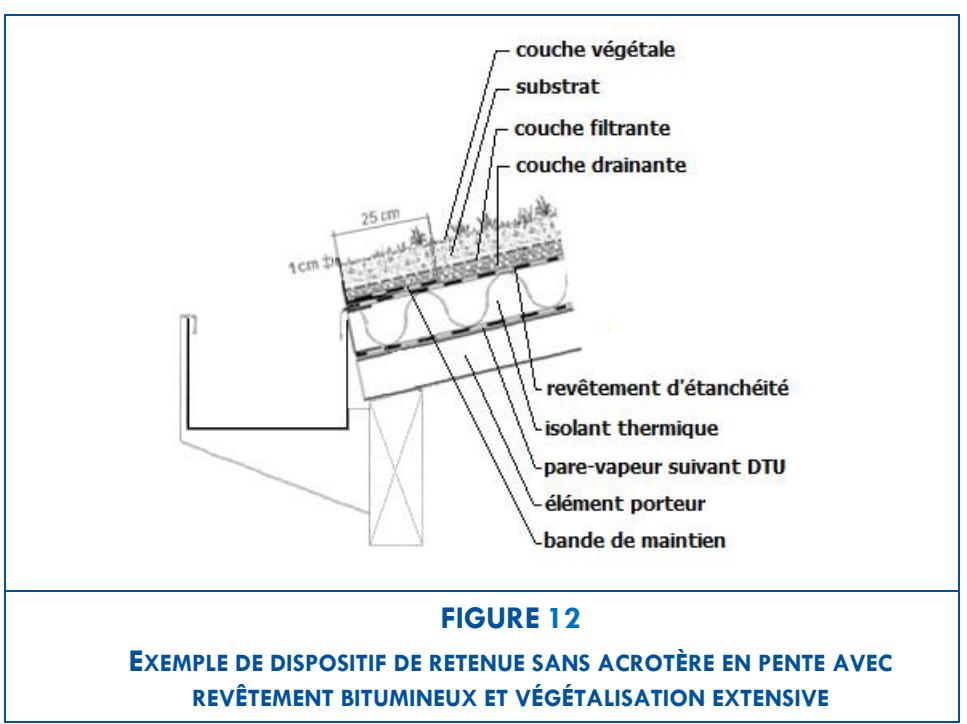 couche végétale
substrat
couche filtrante
couche drainante
25 cm
1 cm
revêtement d'étanchéité
isolant thermique
pare-vapeur suivant DTU
élément porteur
bande de maintien
FIGURE 12
EXEMPLE DE DISPOSITIF DE RETENUE SANS ACROTÈRE EN PENTE AVEC
REVÊTEMENT BITUMINEUX ET VÉGÉTALISATION EXTENSIVE